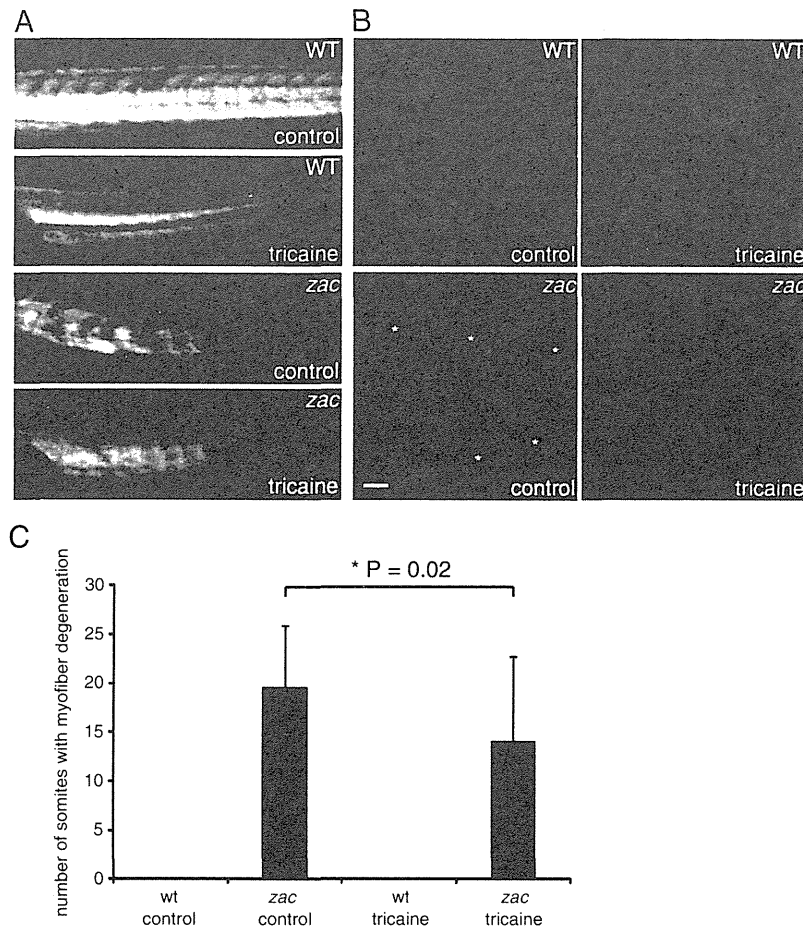 A
WT
control
WT
tricaine
zac
control
zac
tricaine
B
WT
control
WT
tricaine
zac
control
zac
tricaine
C
* P = 0.02
number of somites with myofiber degeneration
30
25
20
15
10
5
0
wt
control
zac
control
wt
tricaine
zac
tricaine